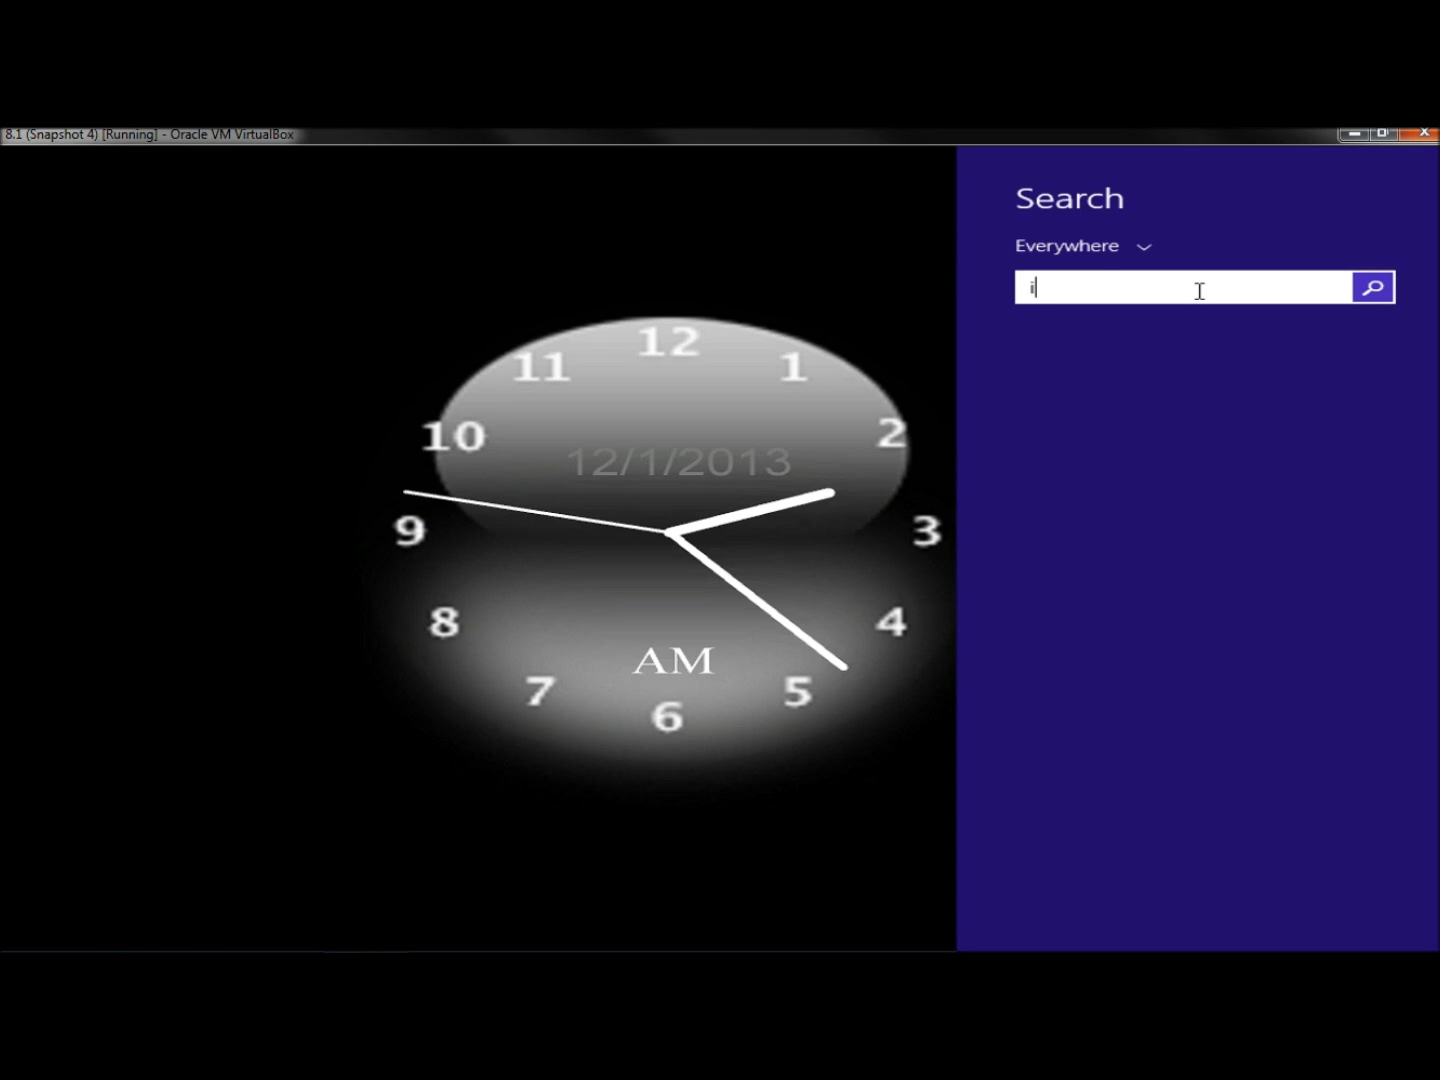 8.1 (Snapshot 4) [Running] - Oracle VM VirtualBox
Search
Everywhere
i
12
11
1
10
2
12/1/2013
9
3
8
4
AM
7
5
6